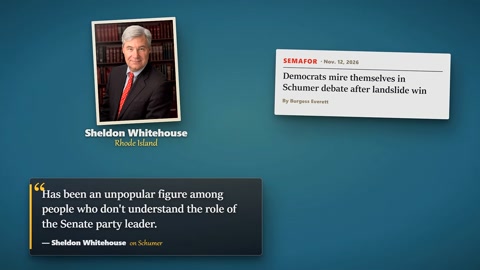 SEMAFOR · Nov. 12, 2026
Democrats mire themselves in
Schumer debate after landslide win
By Burgess Everett
Sheldon Whitehouse
Rhode Island
“Has been an unpopular figure among
people who don't understand the role of
the Senate party leader.
— Sheldon Whitehouse on Schumer